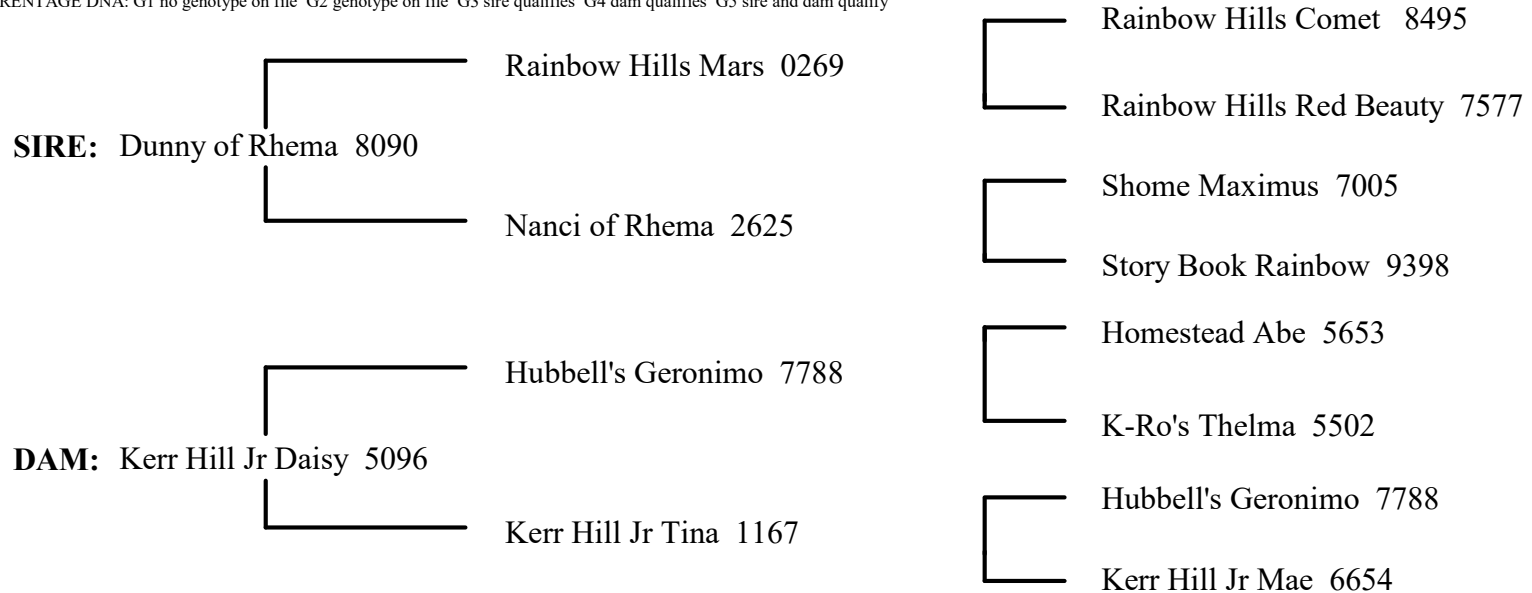 RENTAGE DNA: G1 no genotype on file G2 genotype on file G3 sire qualifies G4 dam qualifies G5 sire and dam qualify
Rainbow Hills Comet 8495
Rainbow Hills Mars 0269
Rainbow Hills Red Beauty 7577
SIRE: Dunny of Rhema 8090
Shome Maximus 7005
Nanci of Rhema 2625
Story Book Rainbow 9398
Homestead Abe 5653
Hubbell's Geronimo 7788
K-Ro's Thelma 5502
DAM: Kerr Hill Jr Daisy 5096
Hubbell's Geronimo 7788
Kerr Hill Jr Tina 1167
Kerr Hill Jr Mae 6654